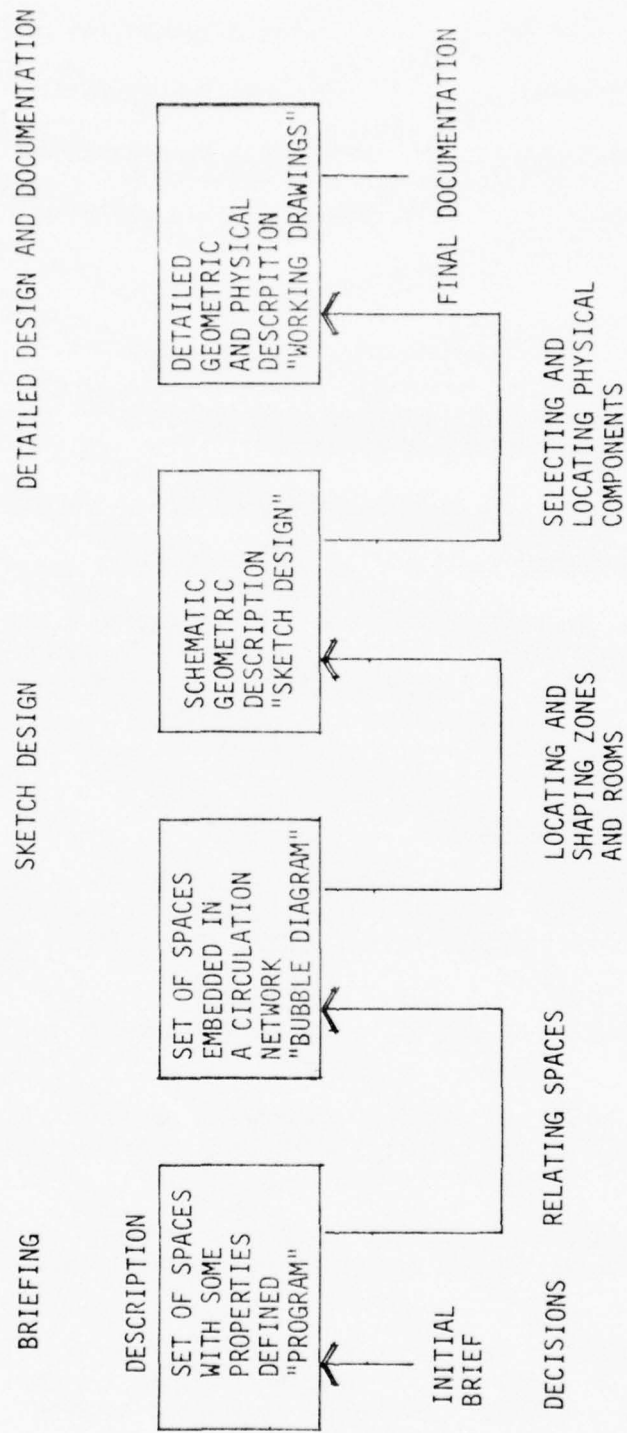 BRIEFING
SKETCH DESIGN
DETAILED DESIGN AND DOCUMENTATION
DESCRIPTION
SET OF SPACES
WITH SOME
PROPERTIES
DEFINED
"PROGRAM"
SET OF SPACES
EMBEDDED IN
A CIRCULATION
NETWORK
"BUBBLE DIAGRAM"
SCHEMATIC
GEOMETRIC
DESCRIPTION
"SKETCH DESIGN"
DETAILED
GEOMETRIC
AND PHYSICAL
DESCRPITION
"WORKING DRAWINGS"
INITIAL
BRIEF
FINAL DOCUMENTATION
DECISIONS
RELATING SPACES
LOCATING AND
SHAPING ZONES
AND ROOMS
SELECTING AND
LOCATING PHYSICAL
COMPONENTS